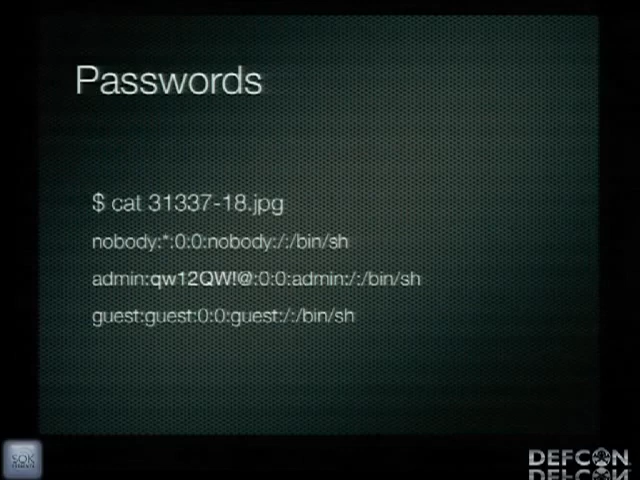 Passwords
$ cat 31337-18.jpg
nobody:*:0:0:nobody:/:/bin/sh
admin:qw12QW!@:0:0:admin:/:/bin/sh
guest:guest:0:0:guest:/:/bin/sh
SOK
DEFCON